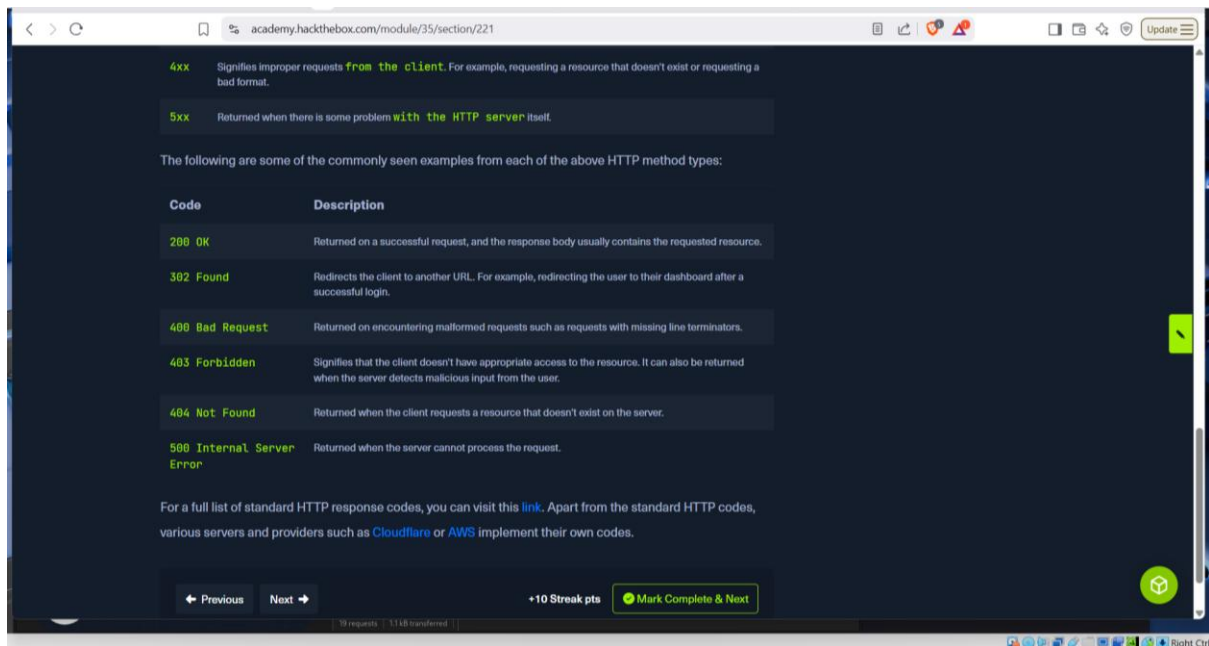 academy.hackthebox.com/module/35/section/221
Update
4xx Signifies improper requests from the client. For example, requesting a resource that doesn't exist or requesting a
bad format.
5xx Returned when there is some problem with the HTTP server itself.
The following are some of the commonly seen examples from each of the above HTTP method types:
Code Description
200 OK Returned on a successful request, and the response body usually contains the requested resource.
302 Found Redirects the client to another URL. For example, redirecting the user to their dashboard after a
successful login.
400 Bad Request Returned on encountering malformed requests such as requests with missing line terminators.
403 Forbidden Signifies that the client doesn't have appropriate access to the resource. It can also be returned
when the server detects malicious input from the user.
404 Not Found Returned when the client requests a resource that doesn't exist on the server.
500 Internal Server Returned when the server cannot process the request.
Error
For a full list of standard HTTP response codes, you can visit this link. Apart from the standard HTTP codes,
various servers and providers such as Cloudflare or AWS implement their own codes.
Previous Next +10 Streak pts Mark Complete & Next
19 requests 1.1 kB transferred
Right Ctrl